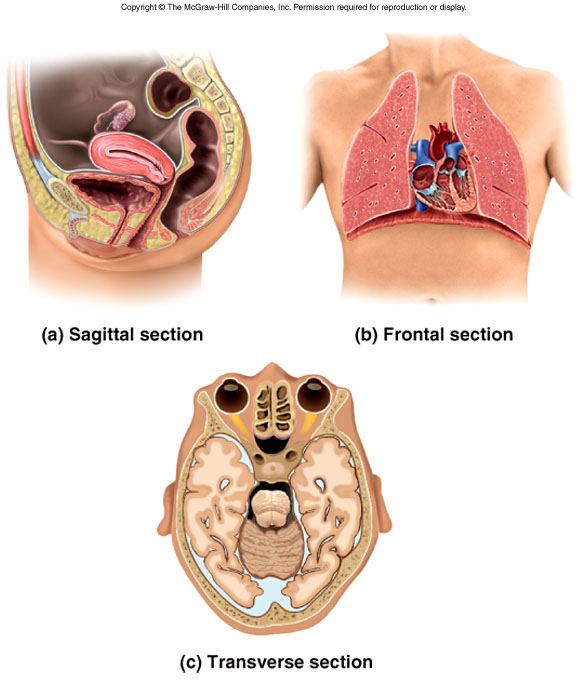 Copyright © The McGraw-Hill Companies, Inc. Permission required for reproduction or display.
(a) Sagittal section
(b) Frontal section
(c) Transverse section